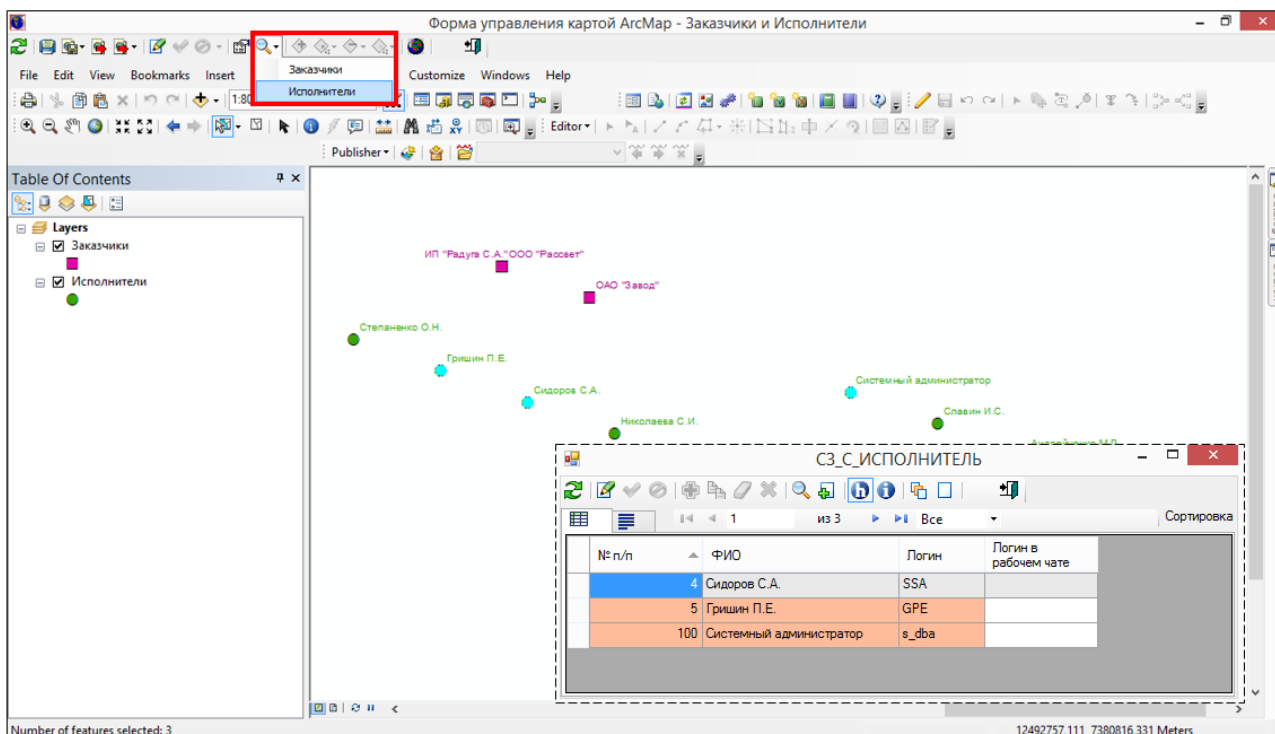 Форма управления картой ArcMap - Заказчики и Исполнители
Заказчики
Исполнители
File Edit View Bookmarks Insert Customize Windows Help
1:80
Editor
Publisher
Table Of Contents
Layers
Заказчики
Исполнители
ИП "Радуга С.А."ООО "Рассвет"
ОАО "Завод"
Степаненко О.Н.
Гришин П.Е.
Сидоров С.А.
Системный администратор
Николаева С.И.
Славин И.С.
СЗ_С_ИСПОЛНИТЕЛЬ
1 из 3 Все Сортировка
№ п/п ФИО Логин Логин в рабочем чате
4 Сидоров С.А. SSA
5 Гришин П.Е. GPE
100 Системный администратор s_dba
Number of features selected: 3
12492757,111 7380816,331 Meters